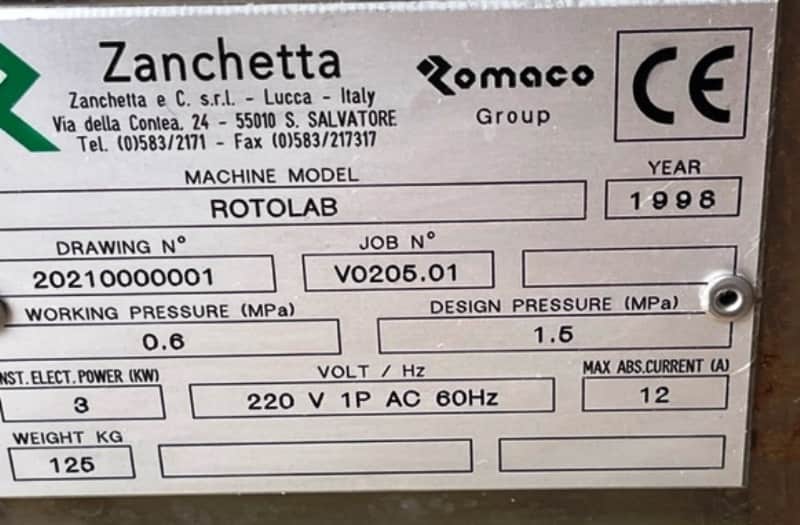 Zanchetta
Zanchetta e C. s.r.l. - Lucca - Italy
Via della Contea, 24 - 55010 S. SALVATORE
Tel. (0)583/2171 - Fax (0)583/217317
Romaco
Group
CE
MACHINE MODEL
ROTOLAB
YEAR
1998
DRAWING Nº
20210000001
JOB Nº
V0205.01
WORKING PRESSURE (MPa)
0.6
DESIGN PRESSURE (MPa)
1.5
NST. ELECT. POWER (KW)
3
VOLT / Hz
220 V 1P AC 60Hz
MAX ABS.CURRENT (A)
12
WEIGHT KG
125